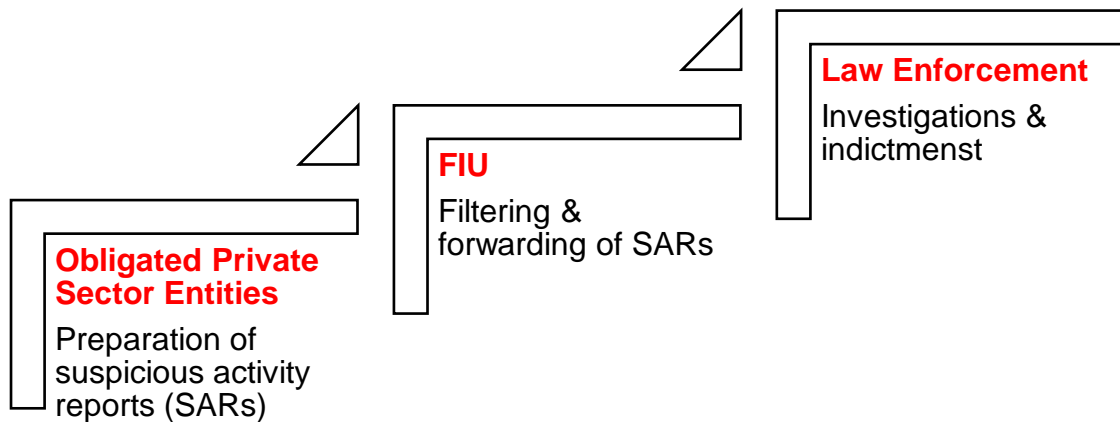 Obligated Private
Sector Entities
Preparation of
suspicious activity
reports (SARs)
FIU
Filtering &
forwarding of SARs
Law Enforcement
Investigations &
indictmenst